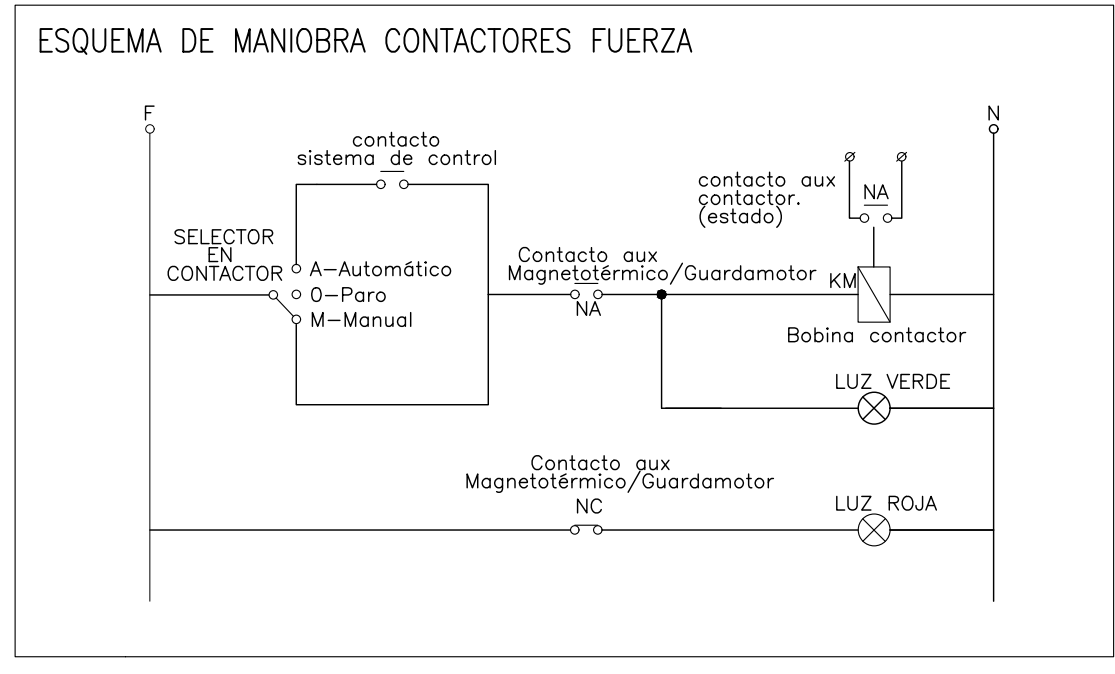 ESQUEMA DE MANIOBRA CONTACTORES FUERZA
F
N
contacto
sistema de control
contacto aux
contactor.
(estado)
NA
SELECTOR
EN
CONTACTOR
A-Automático
O-Paro
M-Manual
Contacto aux
Magnetotérmico/Guardamotor
NA
KM
Bobina contactor
LUZ VERDE
Contacto aux
Magnetotérmico/Guardamotor
NC
LUZ ROJA